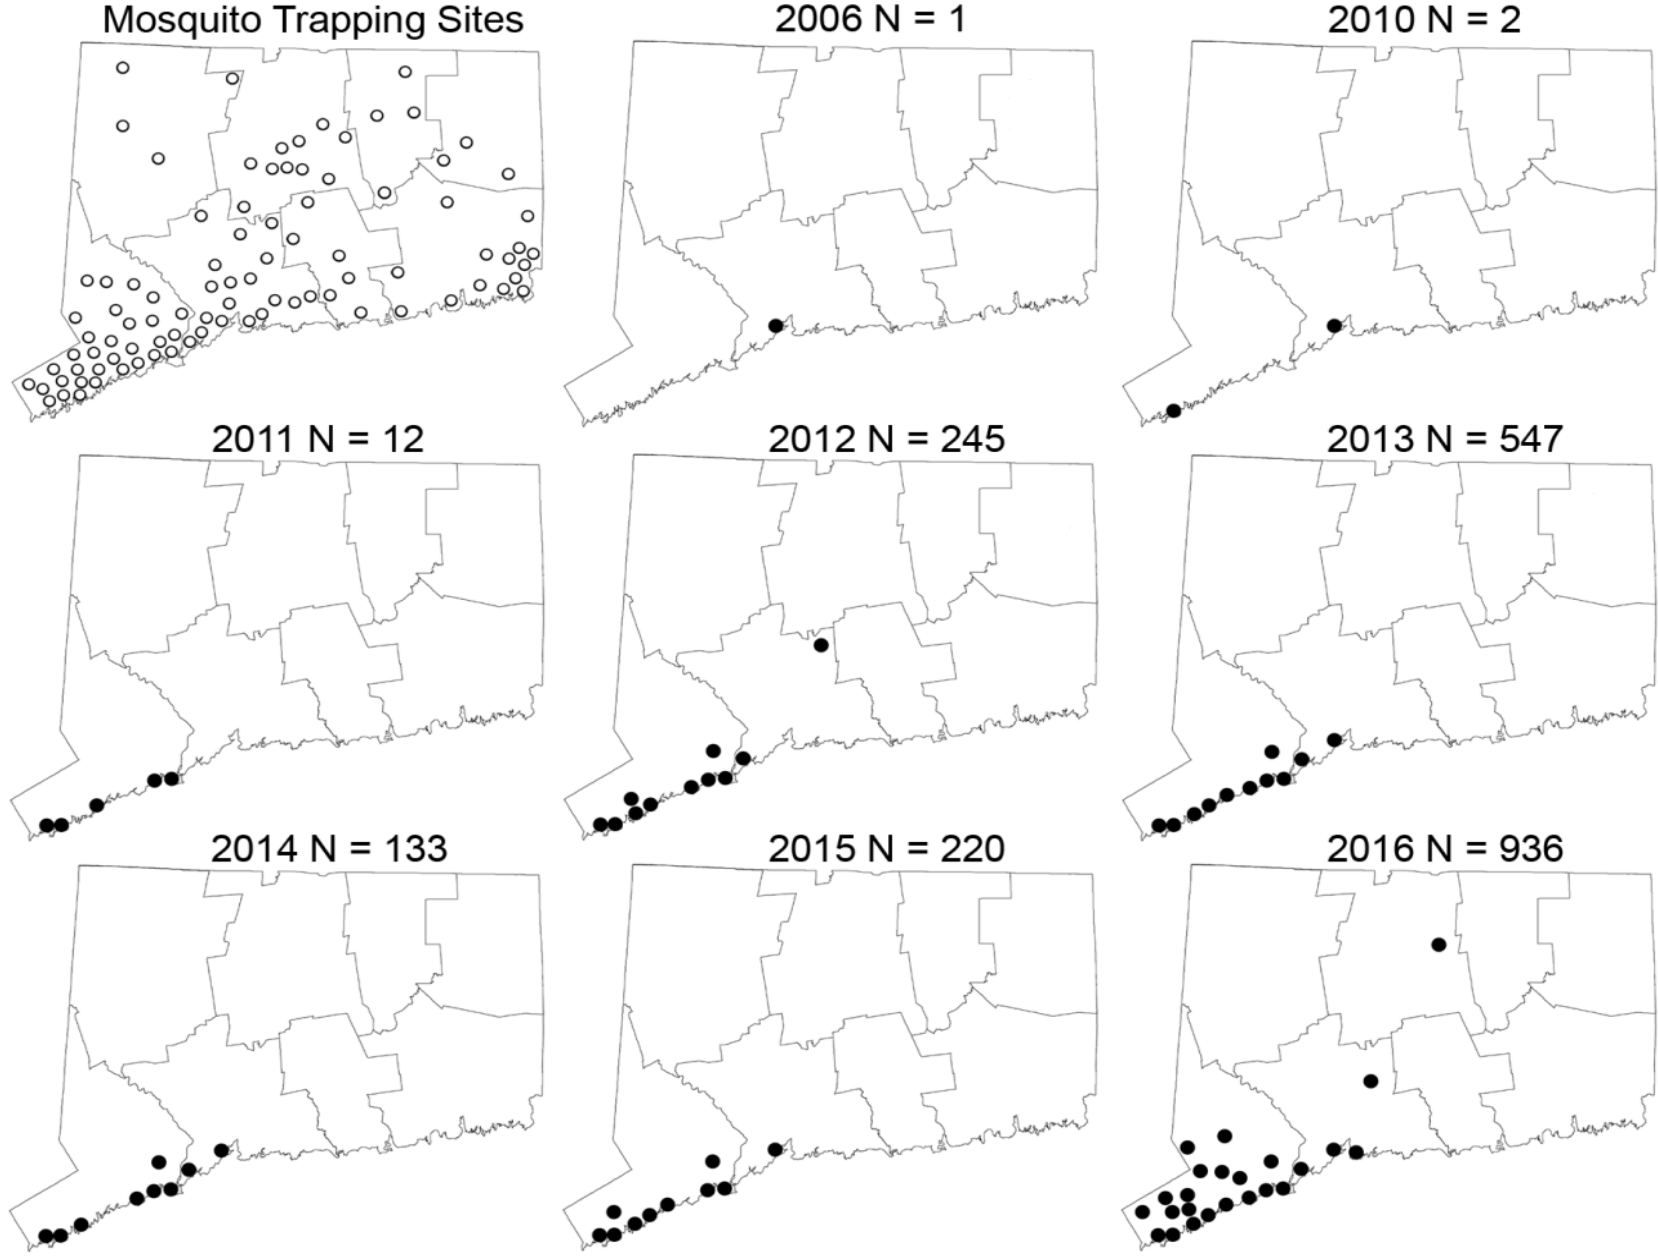 Mosquito Trapping Sites
2006 N = 1
2010 N = 2
2011 N = 12
2012 N = 245
2013 N = 547
2014 N = 133
2015 N = 220
2016 N = 936